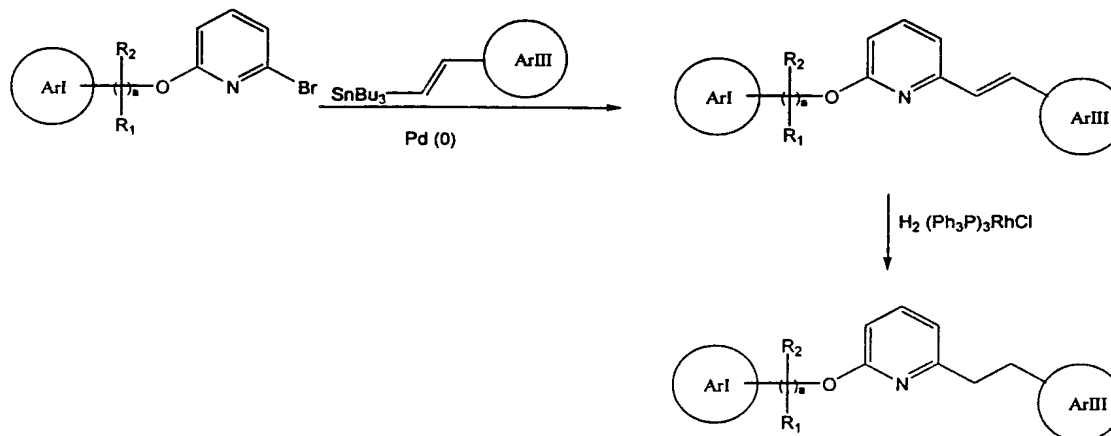 ArI
R2
( )a
R1
O
N
Br
SnBu3
ArIII
Pd (0)
ArI
R2
( )a
R1
O
N
ArIII
H2 (Ph3P)3RhCl
ArI
R2
( )a
R1
O
N
ArIII